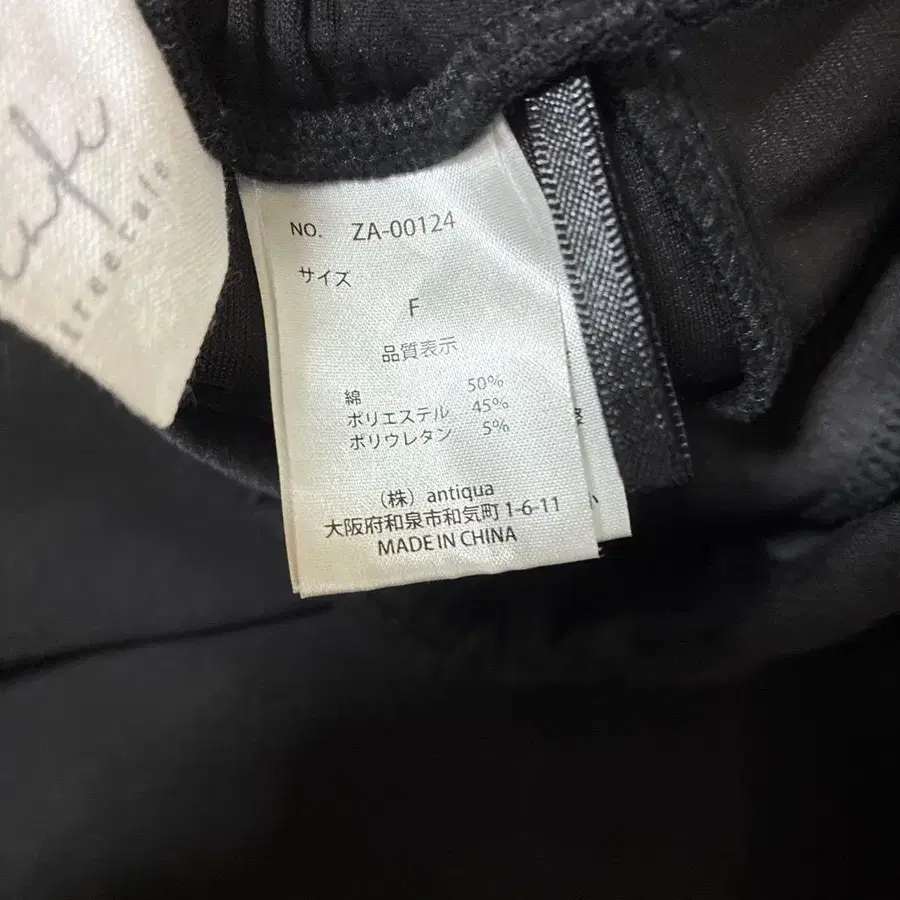 NO. ZA-00124
サイズ
F
品質表示
綿 50%
ポリエステル 45%
ポリウレタン 5%
（株）antiqua
大阪府和泉市和気町1-6-11
MADE IN CHINA